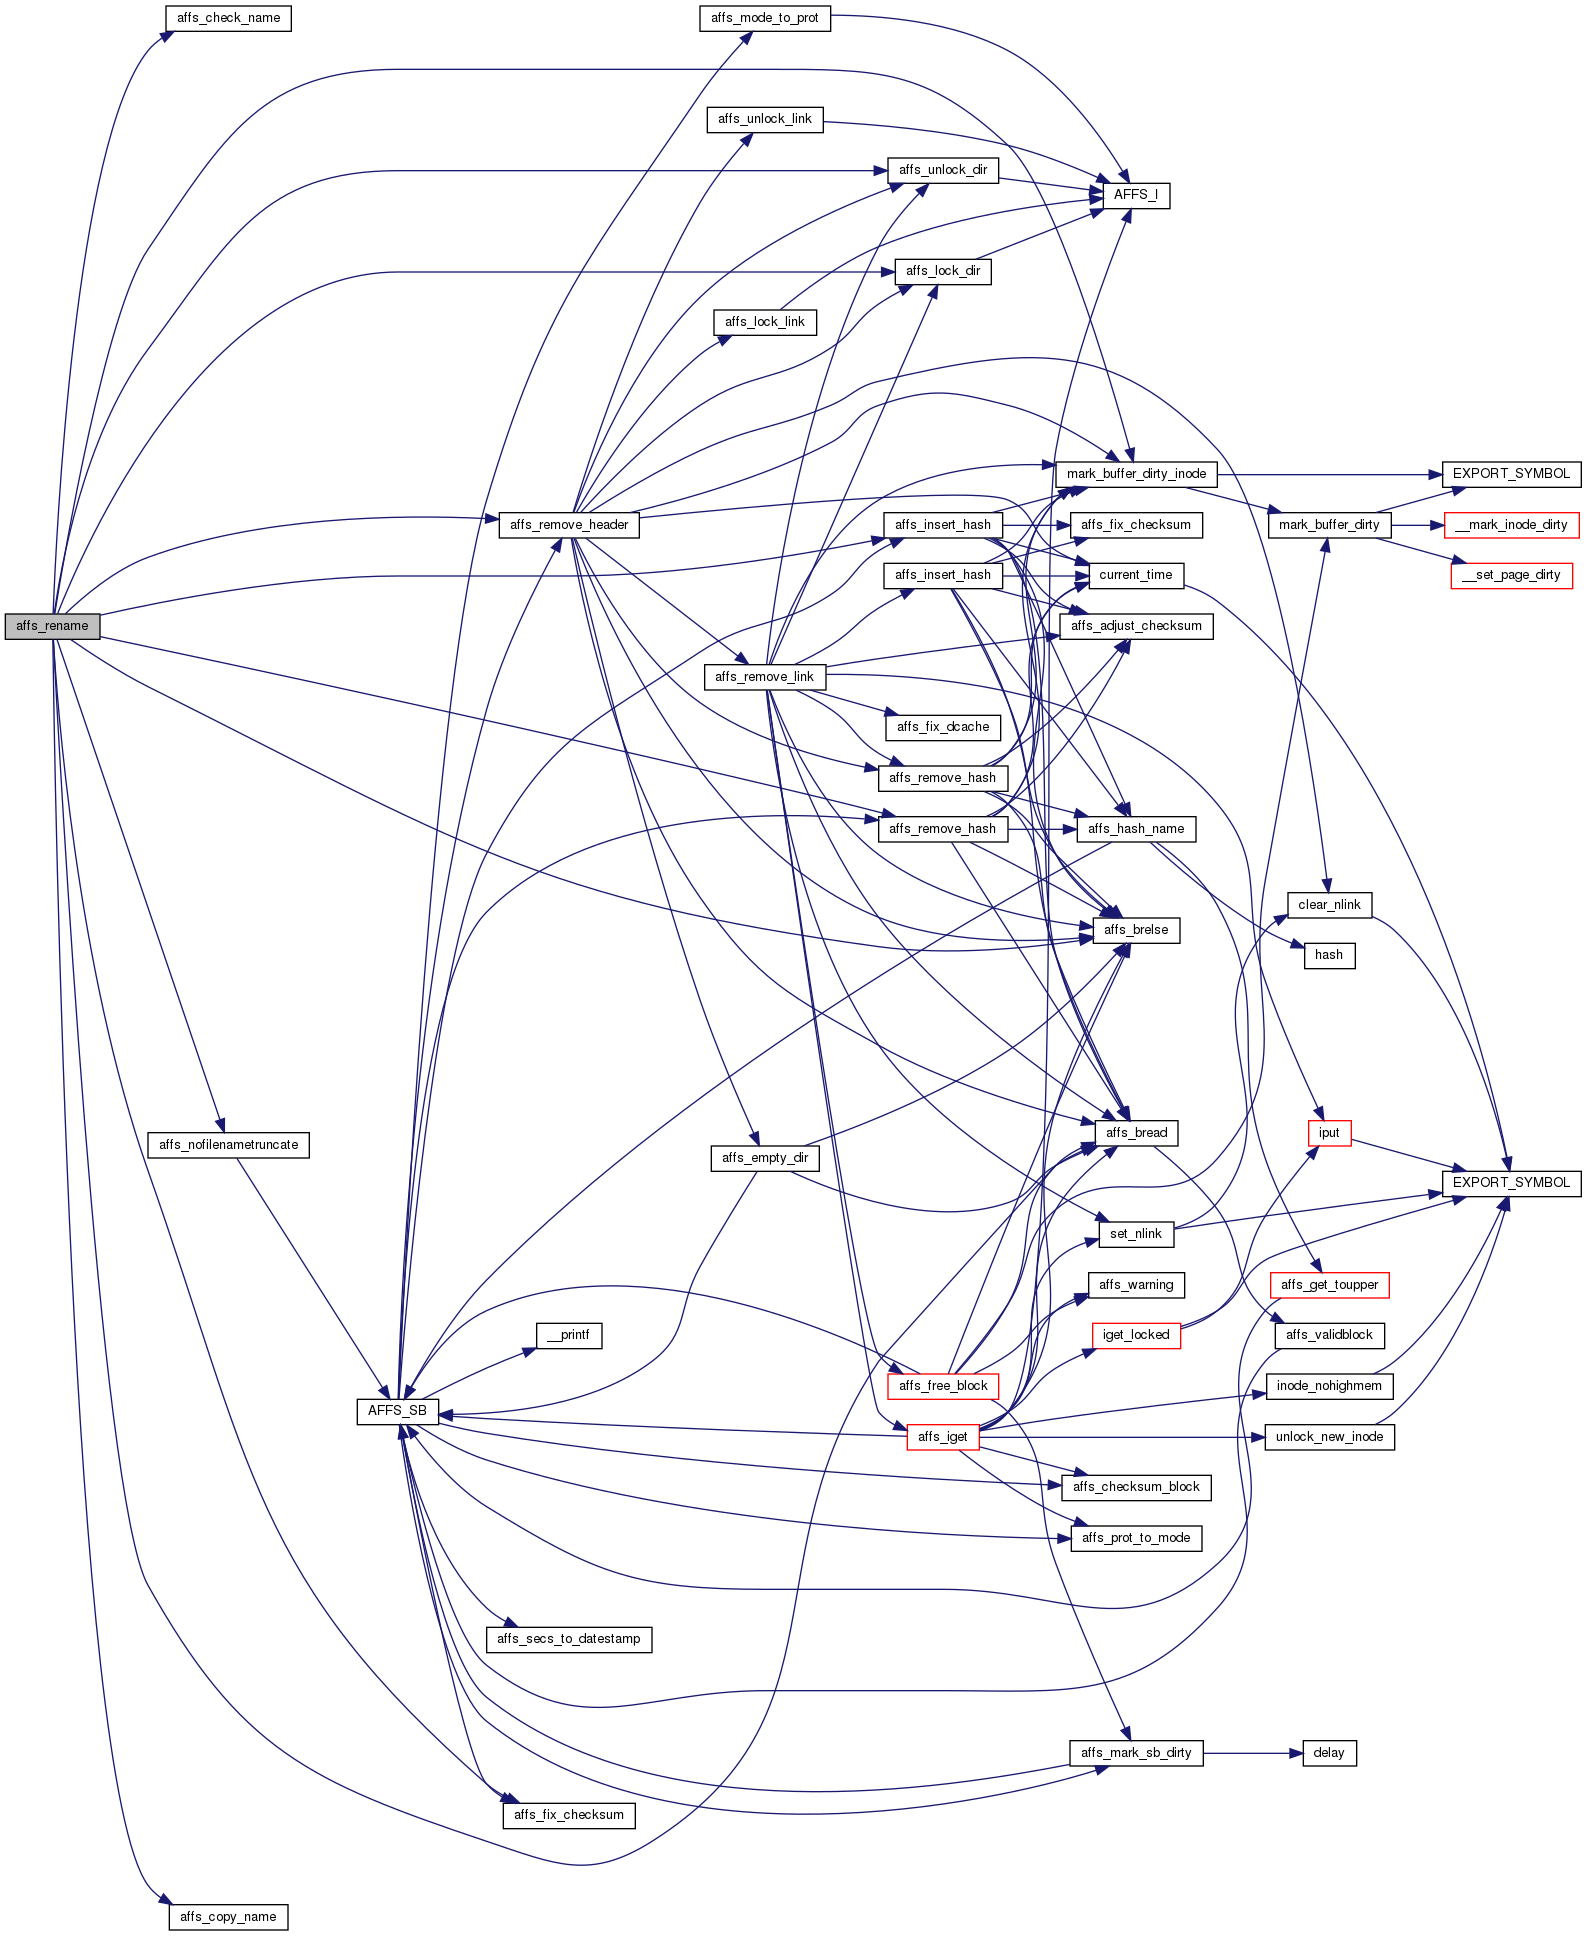 affs_check_name
affs_mode_to_prot
affs_unlock_link
affs_unlock_dir
AFFS_I
affs_lock_dir
affs_lock_link
mark_buffer_dirty_inode
EXPORT_SYMBOL
affs_remove_header
affs_insert_hash
affs_fix_checksum
mark_buffer_dirty
__mark_inode_dirty
affs_insert_hash
current_time
__set_page_dirty
affs_rename
affs_adjust_checksum
affs_remove_link
affs_fix_dcache
affs_remove_hash
affs_remove_hash
affs_hash_name
clear_nlink
affs_brelse
hash
affs_nofilenametruncate
affs_bread
iput
affs_empty_dir
EXPORT_SYMBOL
set_nlink
affs_warning
affs_get_toupper
__printf
iget_locked
affs_validblock
AFFS_SB
affs_free_block
inode_nohighmem
affs_iget
unlock_new_inode
affs_checksum_block
affs_prot_to_mode
affs_secs_to_datestamp
affs_mark_sb_dirty
delay
affs_fix_checksum
affs_copy_name